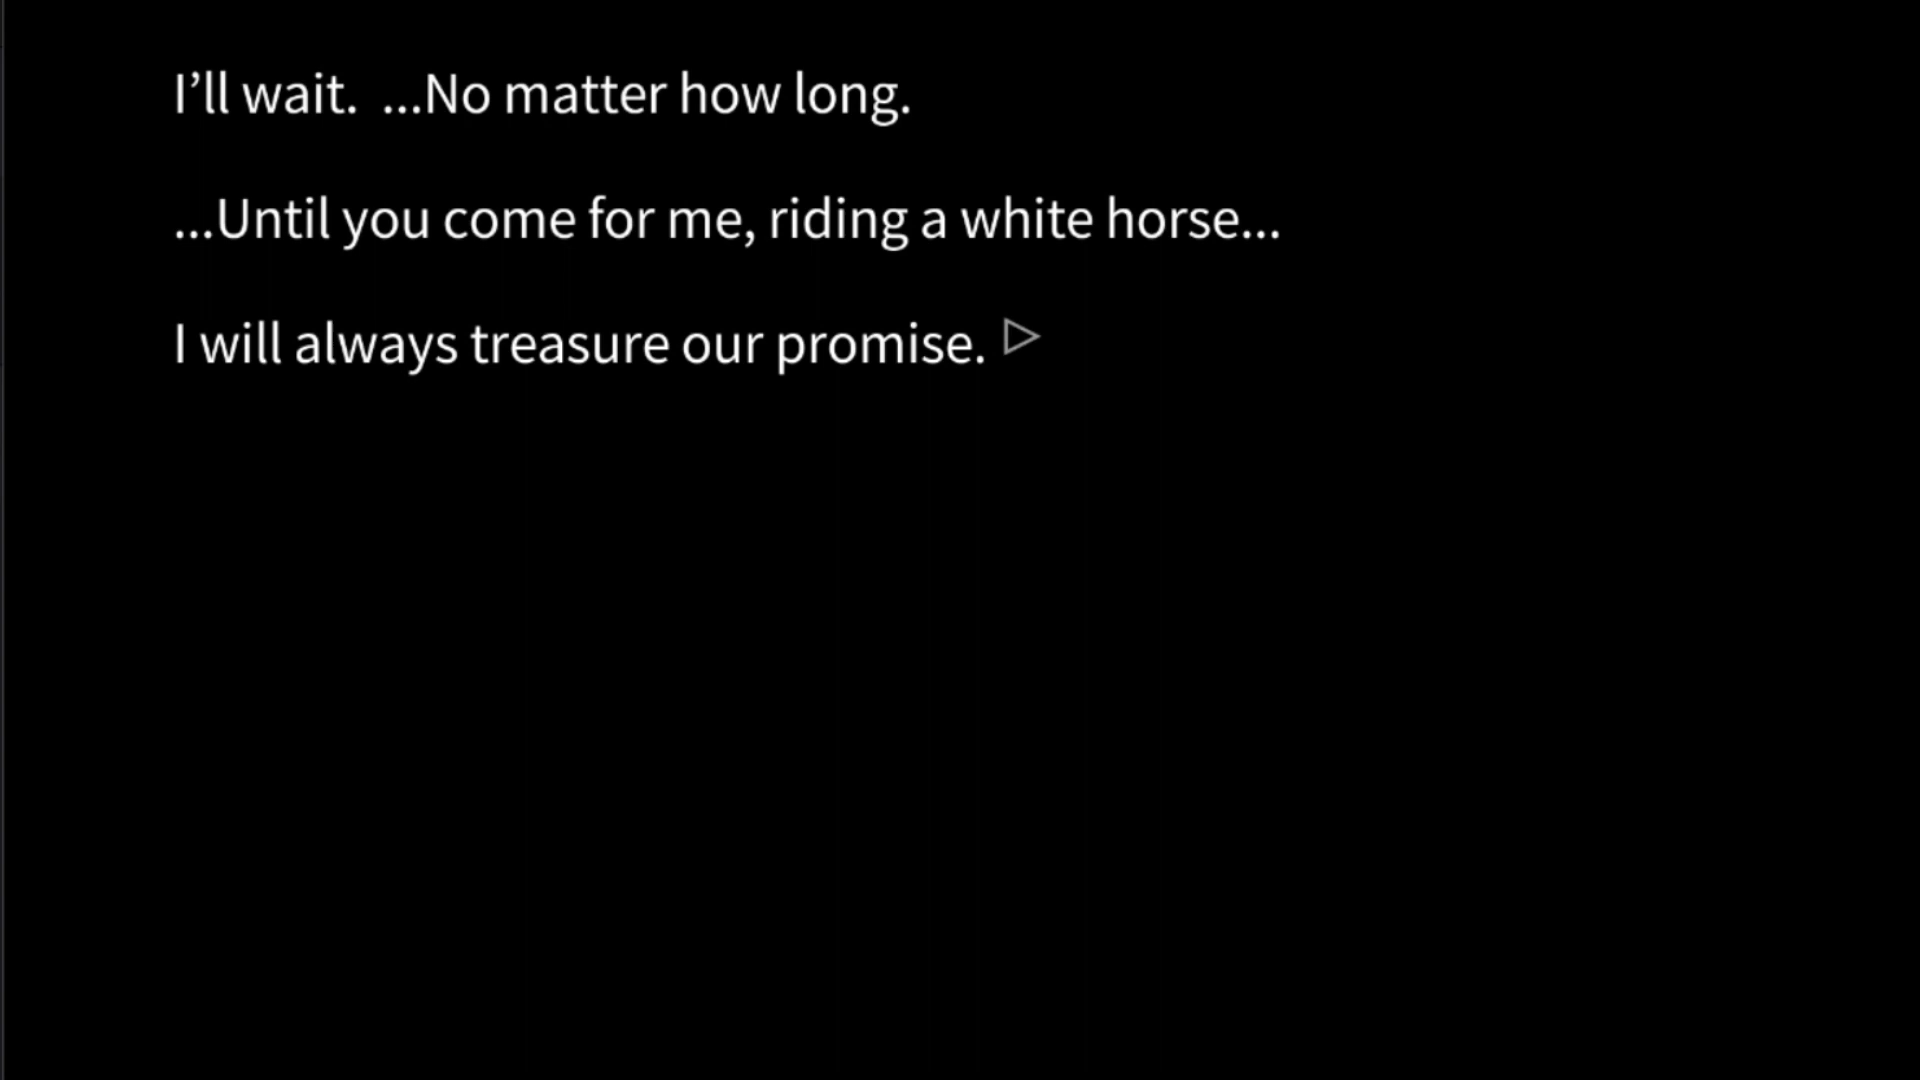 I’ll wait.  ...No matter how long.
...Until you come for me, riding a white horse...
I will always treasure our promise.